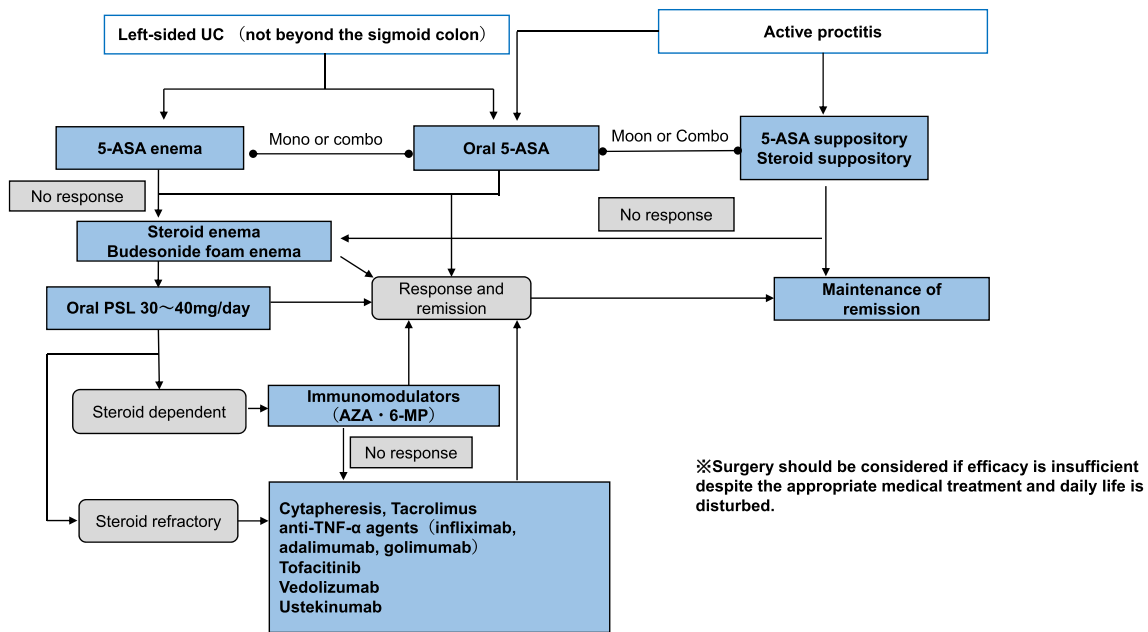 Left-sided UC （not beyond the sigmoid colon）
Active proctitis
5-ASA enema
Mono or combo
Oral 5-ASA
Moon or Combo
5-ASA suppository
Steroid suppository
No response
No response
Steroid enema
Budesonide foam enema
Oral PSL 30～40mg/day
Response and
remission
Maintenance of
remission
Steroid dependent
Immunomodulators
（AZA・6-MP）
No response
※Surgery should be considered if efficacy is insufficient
despite the appropriate medical treatment and daily life is
disturbed.
Steroid refractory
Cytapheresis, Tacrolimus
anti-TNF-α agents（infliximab,
adalimumab, golimumab）
Tofacitinib
Vedolizumab
Ustekinumab